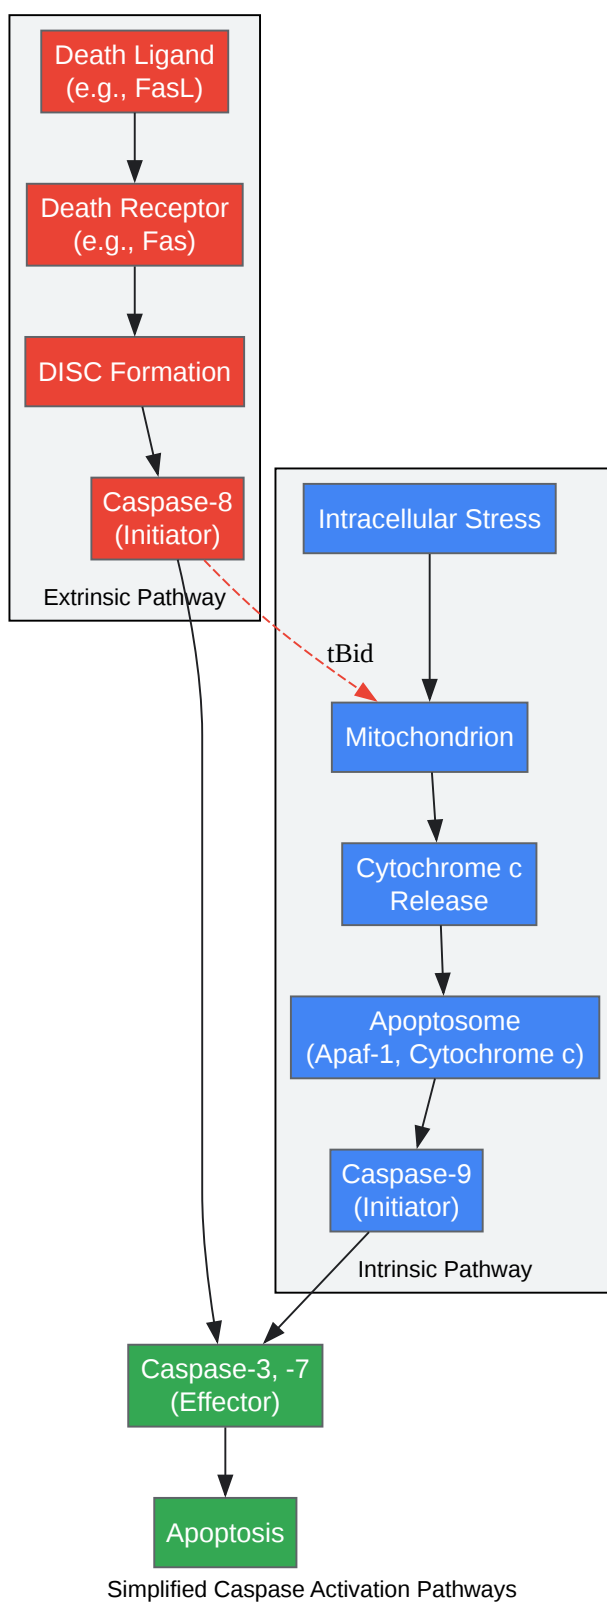 Death Ligand
(e.g., FasL)
Death Receptor
(e.g., Fas)
DISC Formation
Caspase-8
(Initiator)
Extrinsic Pathway
Intracellular Stress
tBid
Mitochondrion
Cytochrome c
Release
Apoptosome
(Apaf-1, Cytochrome c)
Caspase-9
(Initiator)
Intrinsic Pathway
Caspase-3, -7
(Effector)
Apoptosis
Simplified Caspase Activation Pathways